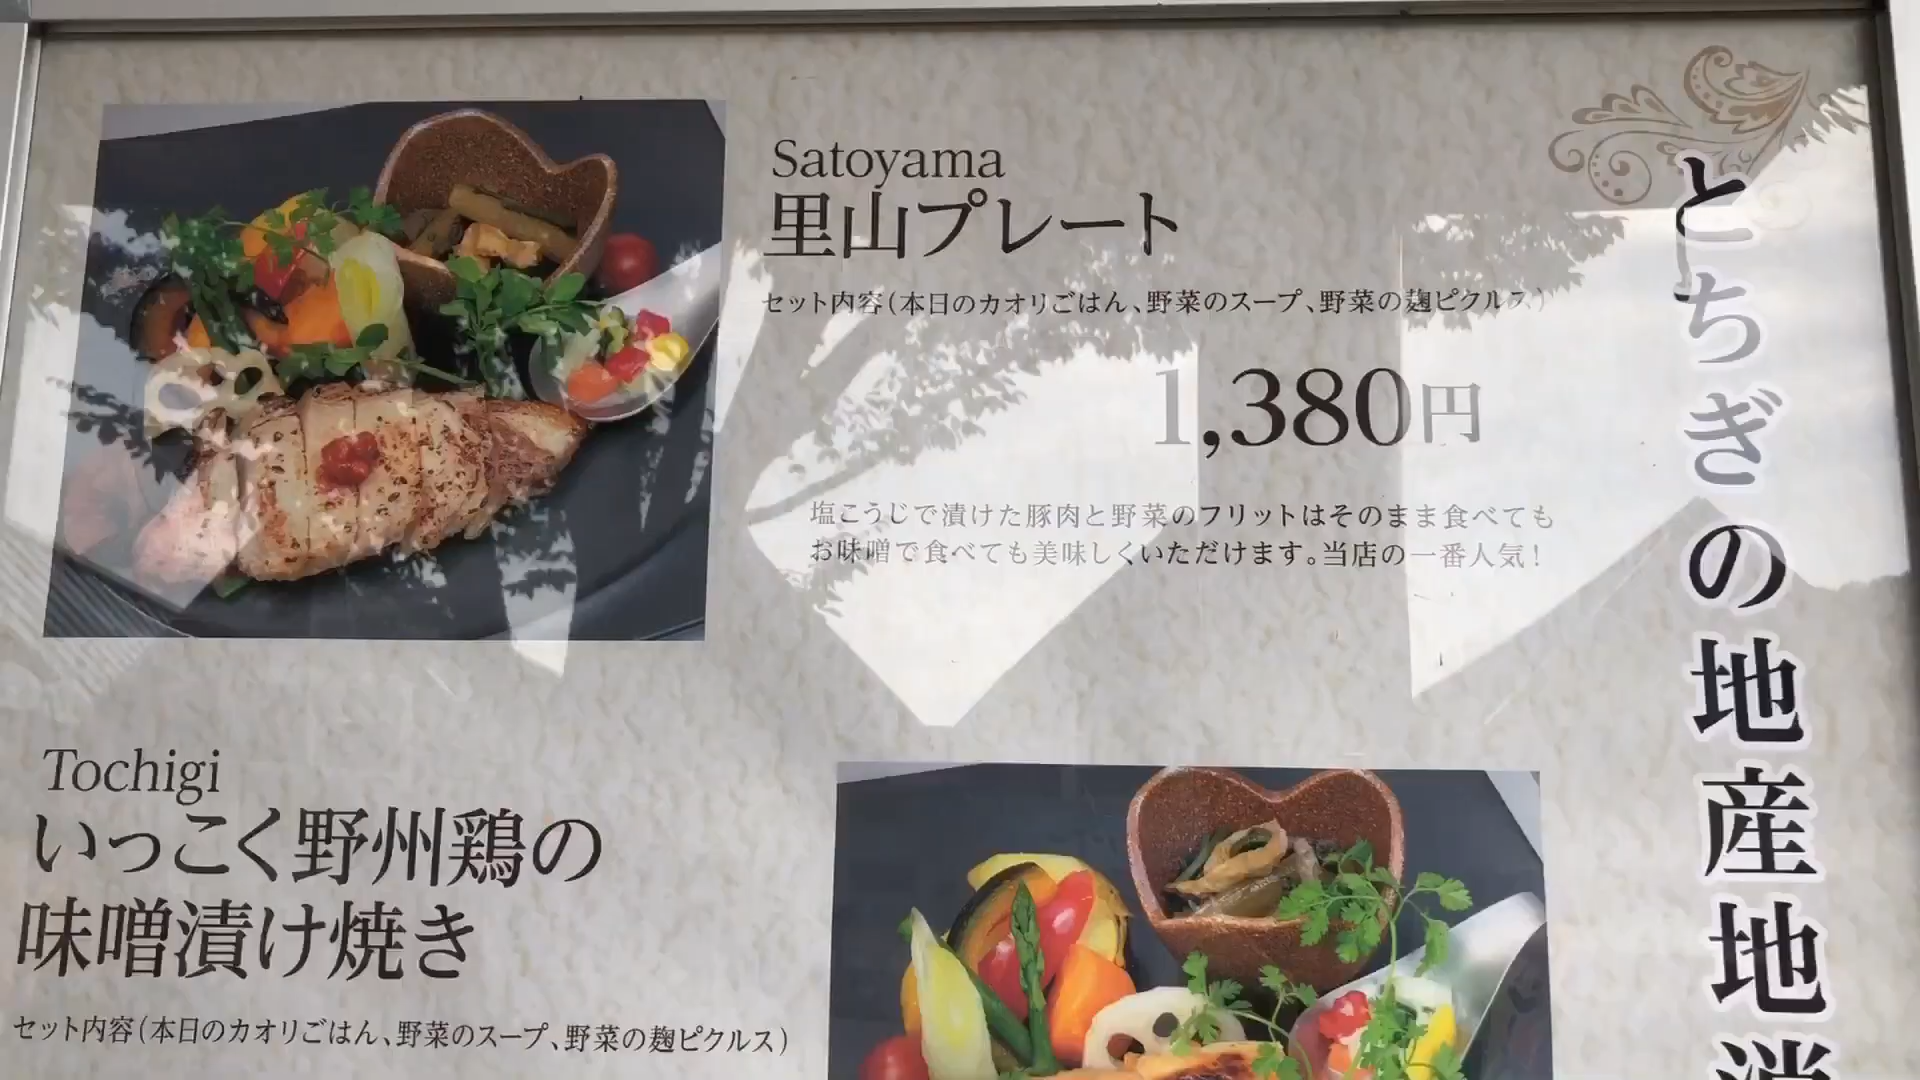 Satoyama
里山プレート
セット内容(本日のカオリごはん、野菜のスープ、野菜の麹ピクルス)
1,380円
塩こうじで漬けた豚肉と野菜のフリットはそのまま食べても
お味噌で食べても美味しくいただけます。当店の一番人気!
Tochigi
いっこく野州鶏の
味噌漬け焼き
セット内容(本日のカオリごはん、野菜のスープ、野菜の麹ピクルス)
とちぎの地産地消